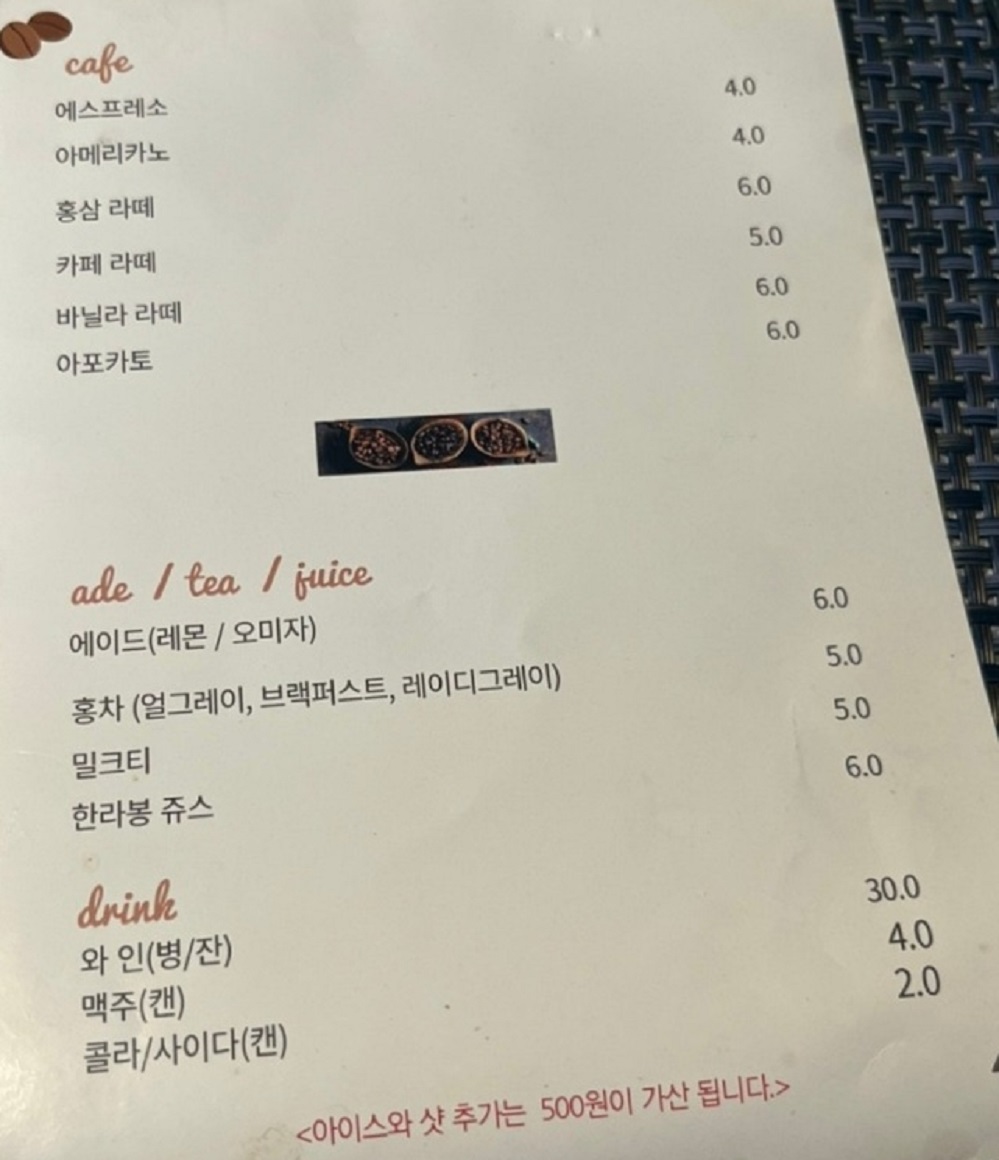 cafe
에스프레소 4.0
아메리카노 4.0
홍삼 라떼 6.0
카페 라떼 5.0
바닐라 라떼 6.0
아포카토 6.0
ade / tea / juice
에이드(레몬 / 오미자) 6.0
홍차 (얼그레이, 브랙퍼스트, 레이디그레이) 5.0
밀크티 5.0
한라봉 쥬스 6.0
drink
와 인(병/잔) 30.0
맥주(캔) 4.0
콜라/사이다(캔) 2.0
<아이스와 샷 추가는 500원이 가산 됩니다.>